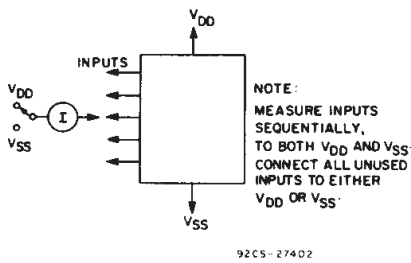 VDD
INPUTS
VDD
I
VSS
NOTE:
MEASURE INPUTS
SEQUENTIALLY,
TO BOTH VDD AND VSS.
CONNECT ALL UNUSED
INPUTS TO EITHER
VDD OR VSS.
VSS
92CS-27402